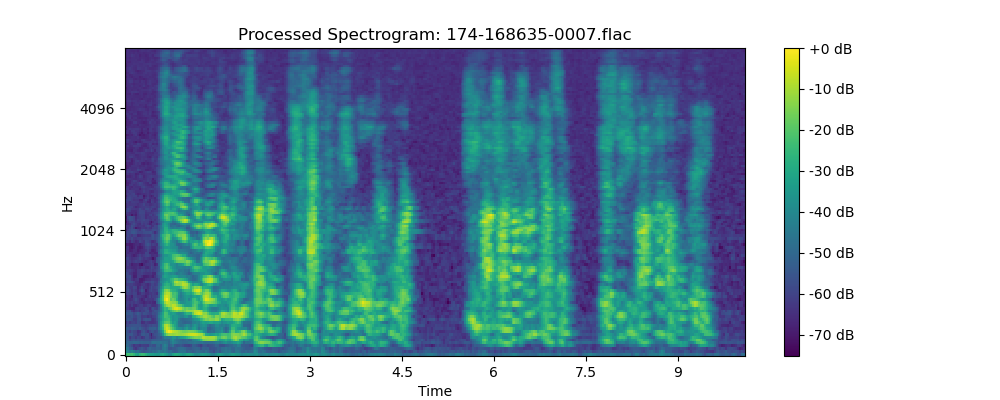 Processed Spectrogram: 174-168635-0007.flac
Hz
4096
2048
1024
512
0
0 1.5 3 4.5 6 7.5 9
Time
+0 dB
-10 dB
-20 dB
-30 dB
-40 dB
-50 dB
-60 dB
-70 dB